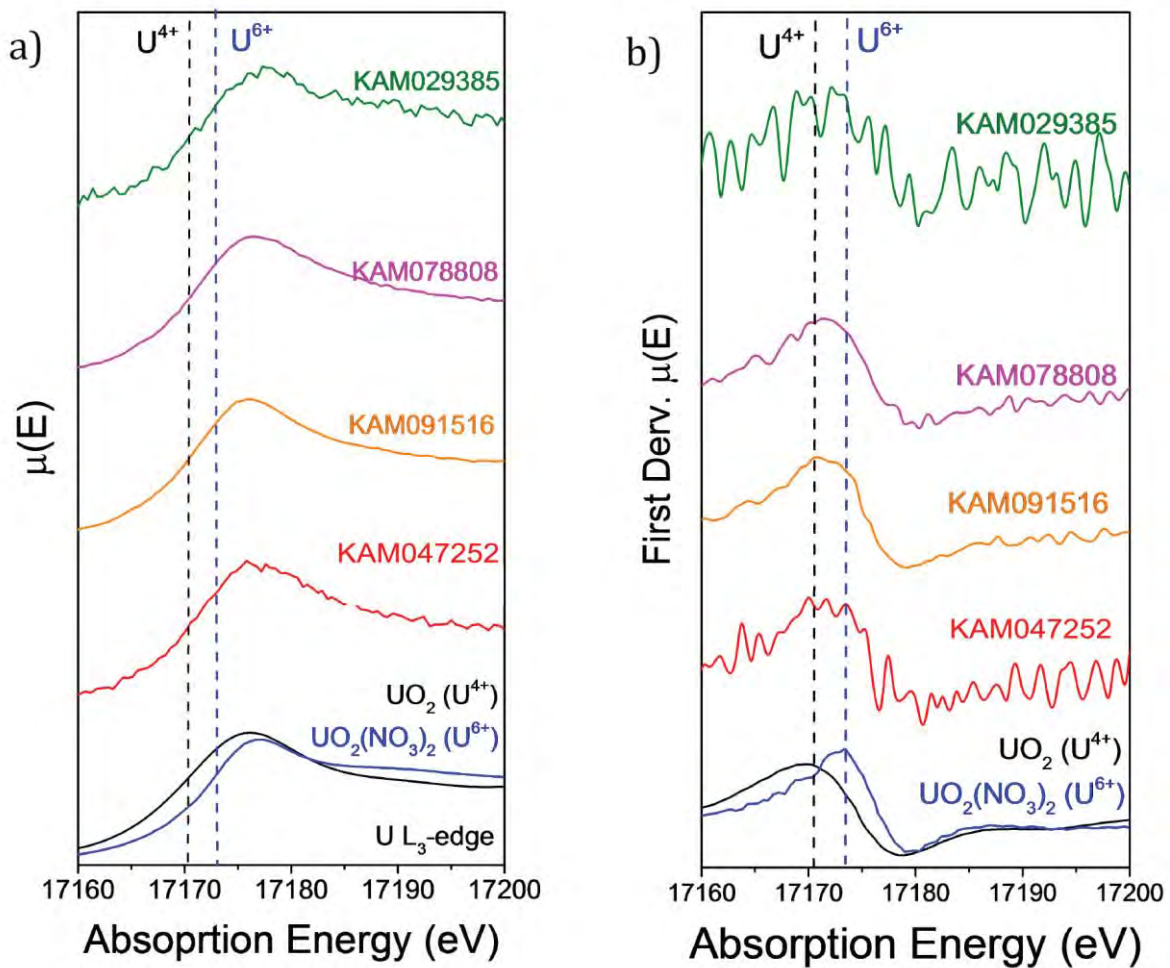 a)
U⁴⁺
U⁶⁺
KAM029385
KAM078808
KAM091516
KAM047252
UO₂ (U⁴⁺)
UO₂(NO₃)₂ (U⁶⁺)
U L₃-edge
μ(E)
17160 17170 17180 17190 17200
Absoprtion Energy (eV)
b)
U⁴⁺
U⁶⁺
KAM029385
KAM078808
KAM091516
KAM047252
UO₂ (U⁴⁺)
UO₂(NO₃)₂ (U⁶⁺)
First Derv. μ(E)
17160 17170 17180 17190 17200
Absorption Energy (eV)